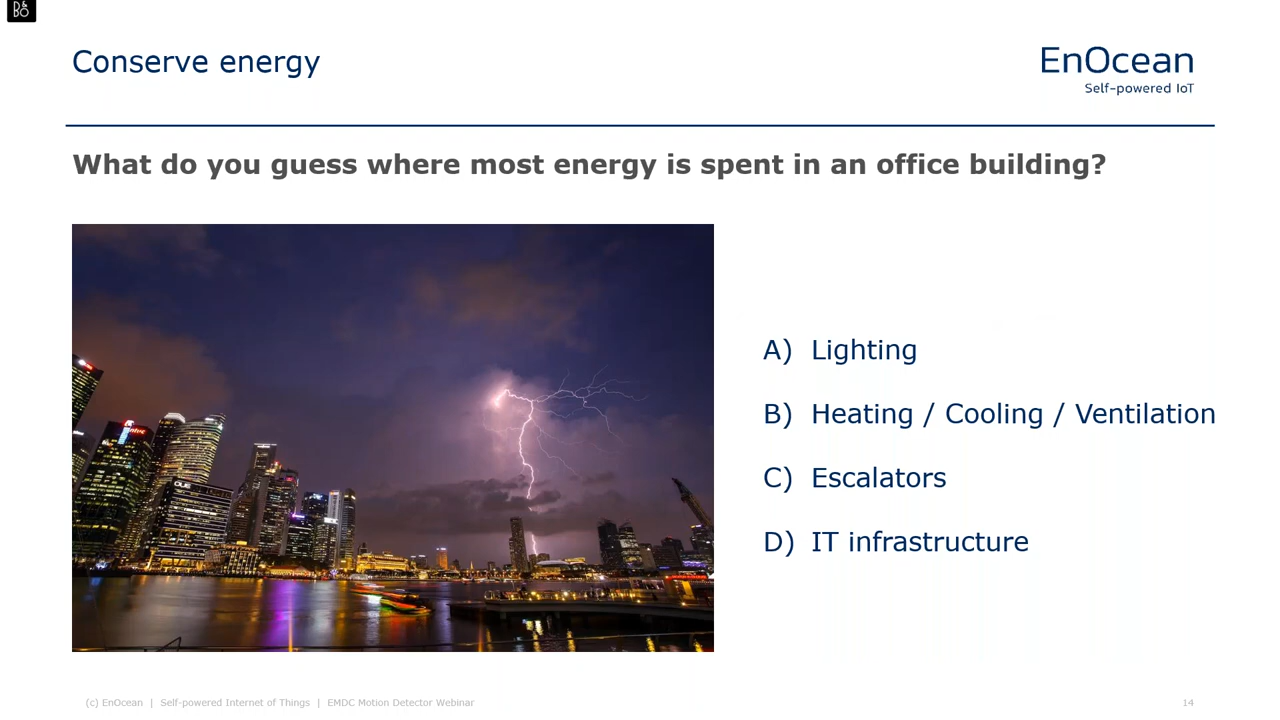 B&
BO
Conserve energy
EnOcean
Self-powered IoT
What do you guess where most energy is spent in an office building?
A) Lighting
B) Heating / Cooling / Ventilation
C) Escalators
D) IT infrastructure
(c) EnOcean | Self-powered Internet of Things | EMDC Motion Detector Webinar
14